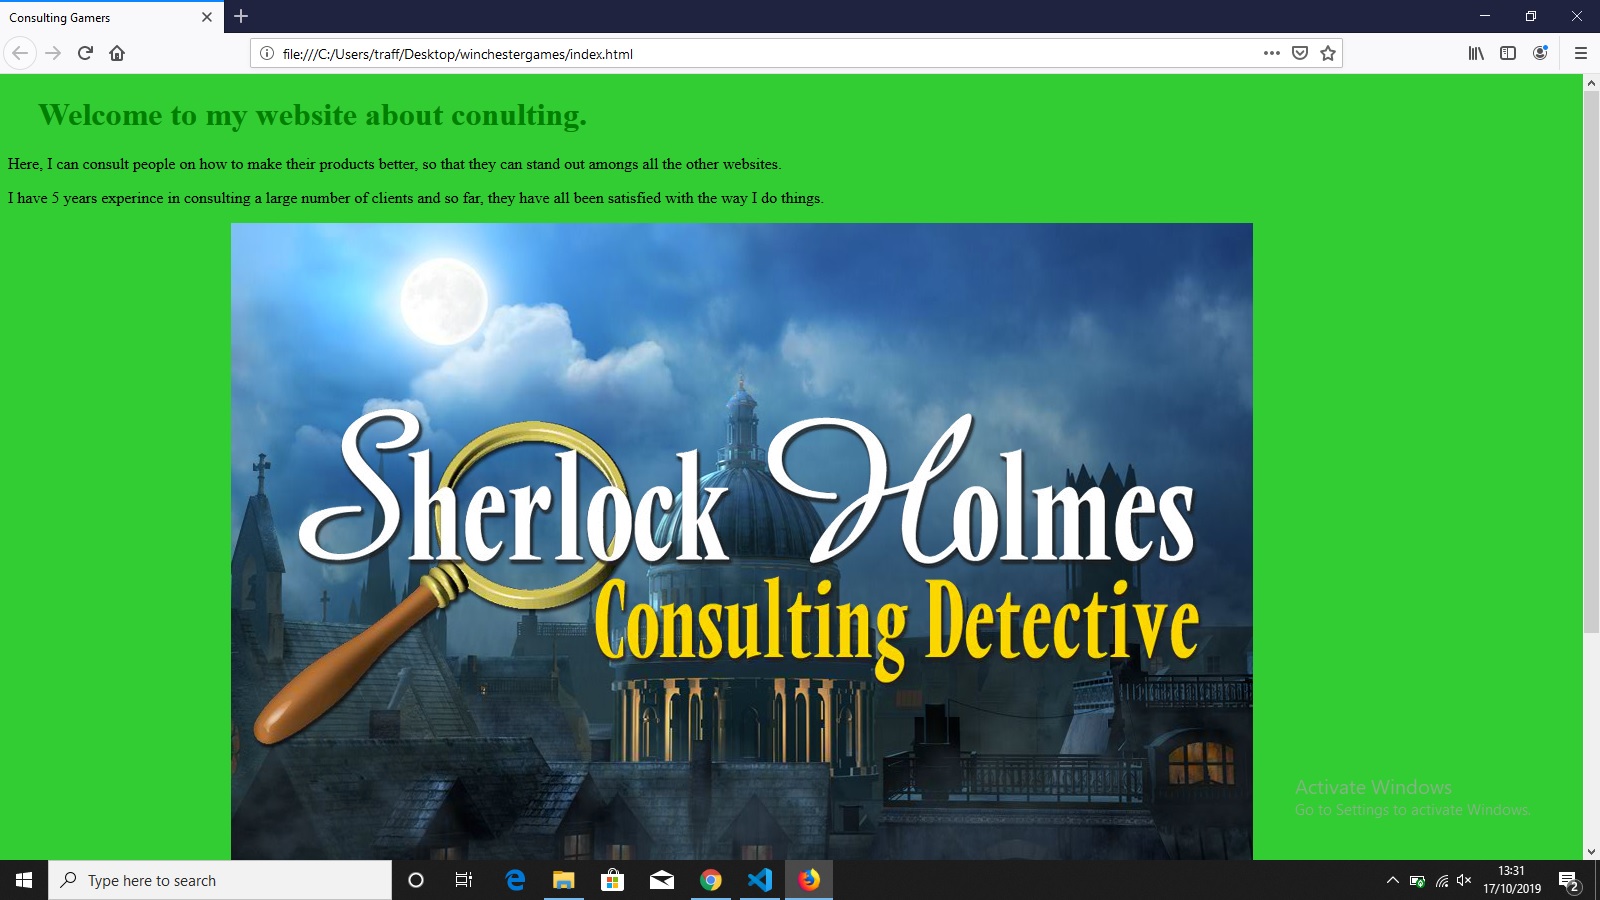 Consulting Gamers
file:///C:/Users/traff/Desktop/winchestergames/index.html
Welcome to my website about conulting.
Here, I can consult people on how to make their products better, so that they can stand out amongs all the other websites.
I have 5 years experince in consulting a large number of clients and so far, they have all been satisfied with the way I do things.
Sherlock Holmes
Consulting Detective
Activate Windows
Go to Settings to activate Windows.
Type here to search
13:31
17/10/2019
2